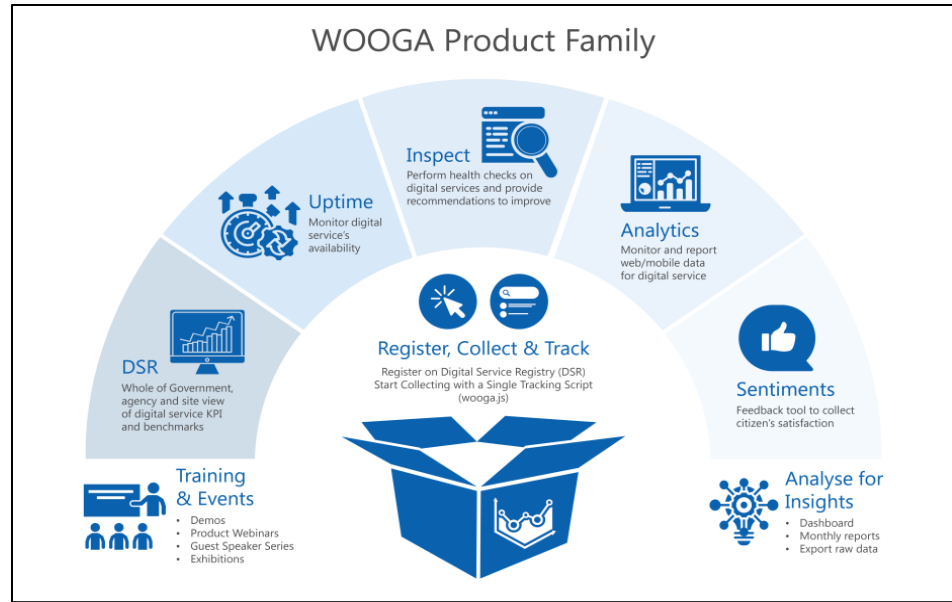 WOOGA Product Family
Inspect
Perform health checks on
digital services and provide
recommendations to improve
Uptime
Monitor digital
service's
availability
Analytics
Monitor and report
web/mobile data
for digital service
DSR
Whole of Government,
agency and site view
of digital service KPI
and benchmarks
Register, Collect & Track
Register on Digital Service Registry (DSR)
Start Collecting with a Single Tracking Script
(wooga.js)
Sentiments
Feedback tool to collect
citizen's satisfaction
Training
& Events
• Demos
• Product Webinars
• Guest Speaker Series
• Exhibitions
Analyse for
Insights
• Dashboard
• Monthly reports
• Export raw data